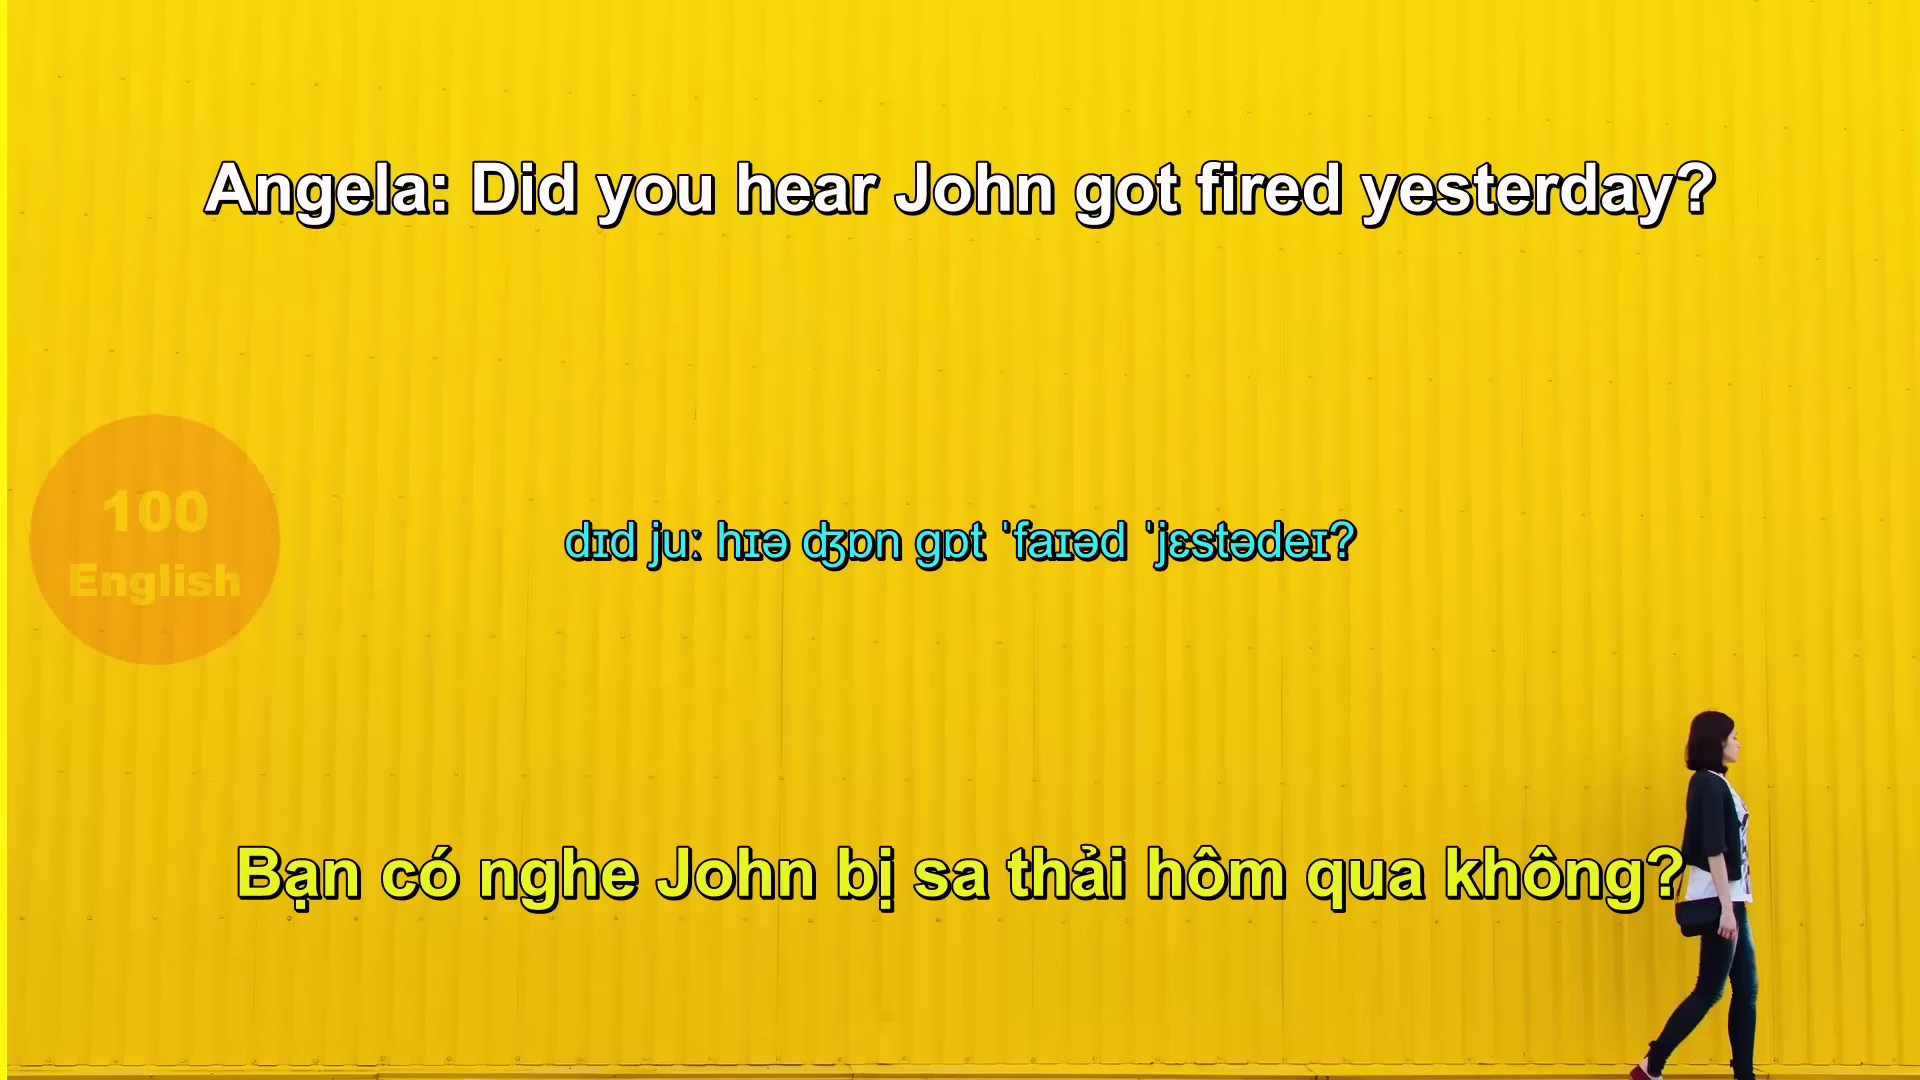 Angela: Did you hear John got fired yesterday?
100
English
dɪd juː hɪə ʤɒn gɒt ˈfaɪəd ˈjɛstədeɪ?
Bạn có nghe John bị sa thải hôm qua không?